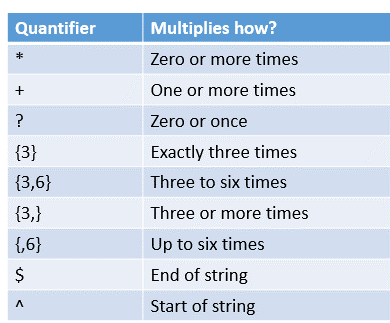 Quantifier Multiplies how?
* Zero or more times
+ One or more times
? Zero or once
{3} Exactly three times
{3,6} Three to six times
{3,} Three or more times
{,6} Up to six times
$ End of string
^ Start of string